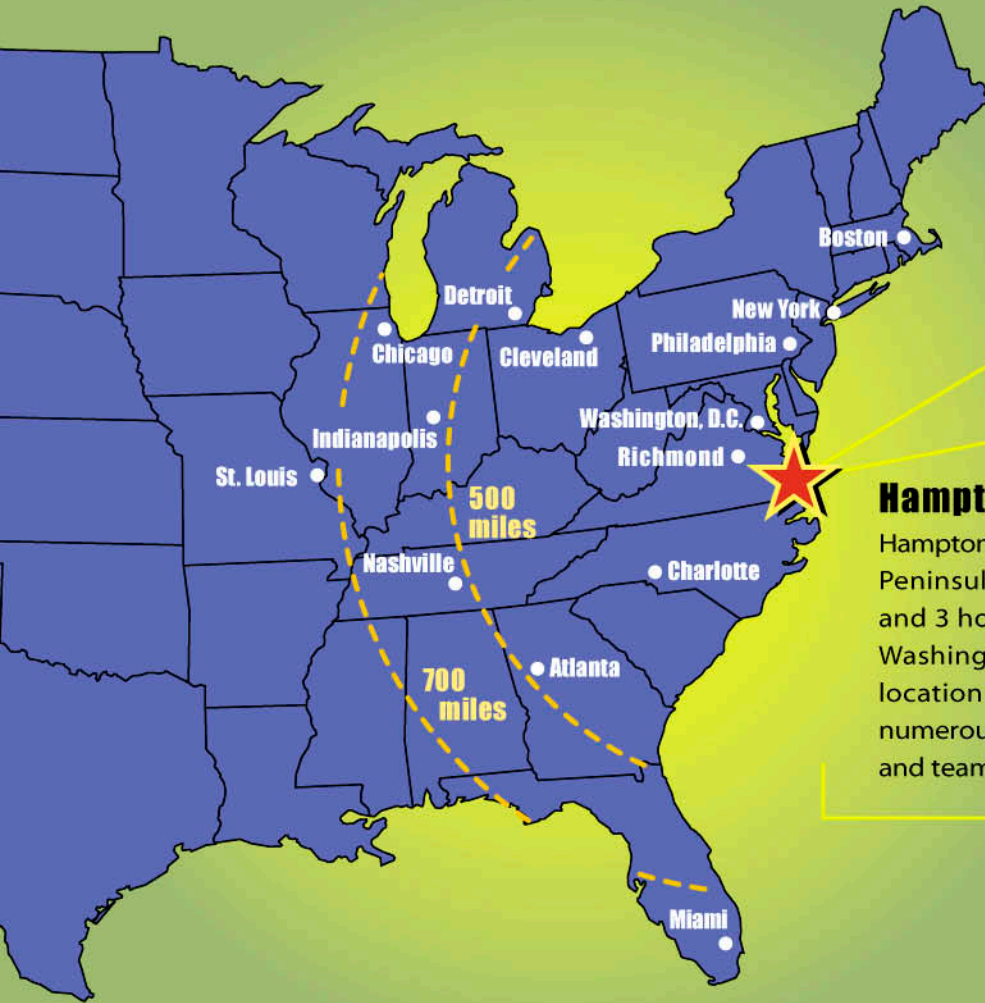 Boston
New York
Detroit
Philadelphia
Chicago
Cleveland
Washington, D.C.
Indianapolis
Richmond
St. Louis
500
miles
Hampt
Hampton
Peninsul
and 3 ho
Washing
location
numerou
and team
Nashville
Charlotte
Atlanta
700
miles
Miami